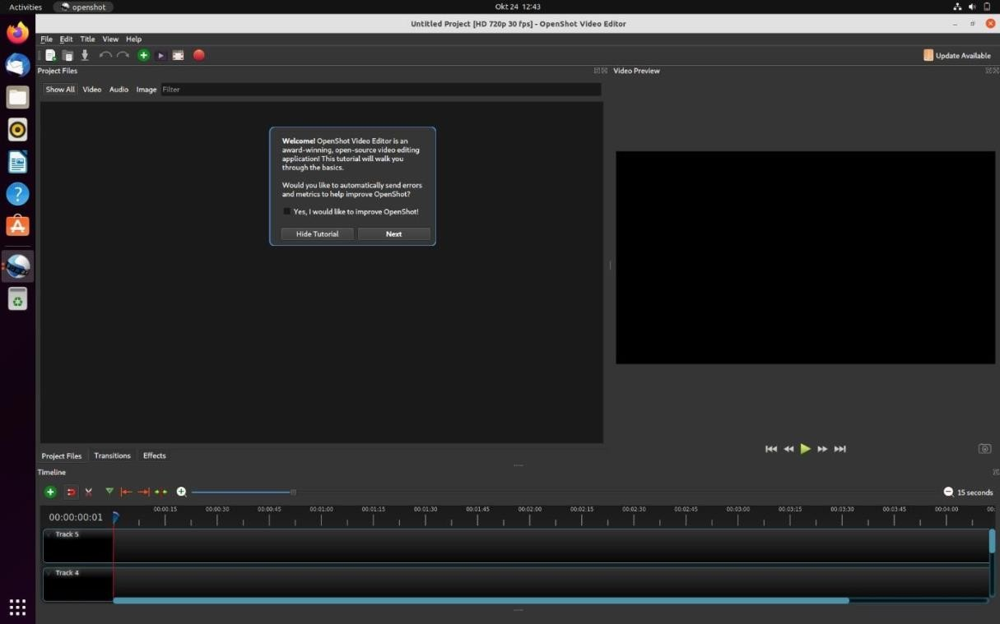 Activities openshot Okt 24 12:43
Untitled Project [HD 720p 30 fps] - OpenShot Video Editor
File Edit Title View Help
Update Available
Project Files Video Preview
Show All Video Audio Image Filter
Welcome! OpenShot Video Editor is an
award-winning, open-source video editing
application! This tutorial will walk you
through the basics.
Would you like to automatically send errors
and metrics to help improve OpenShot?
Yes, I would like to improve OpenShot!
Hide Tutorial Next
Project Files Transitions Effects
Timeline
15 seconds
00:00:00:01 00:00:15 00:00:30 00:00:45 00:01:00 00:01:15 00:01:30 00:01:45 00:02:00 00:02:15 00:02:30 00:02:45 00:03:00 00:03:15 00:03:30 00:03:45 00:04:00 00:
Track 5
Track 4